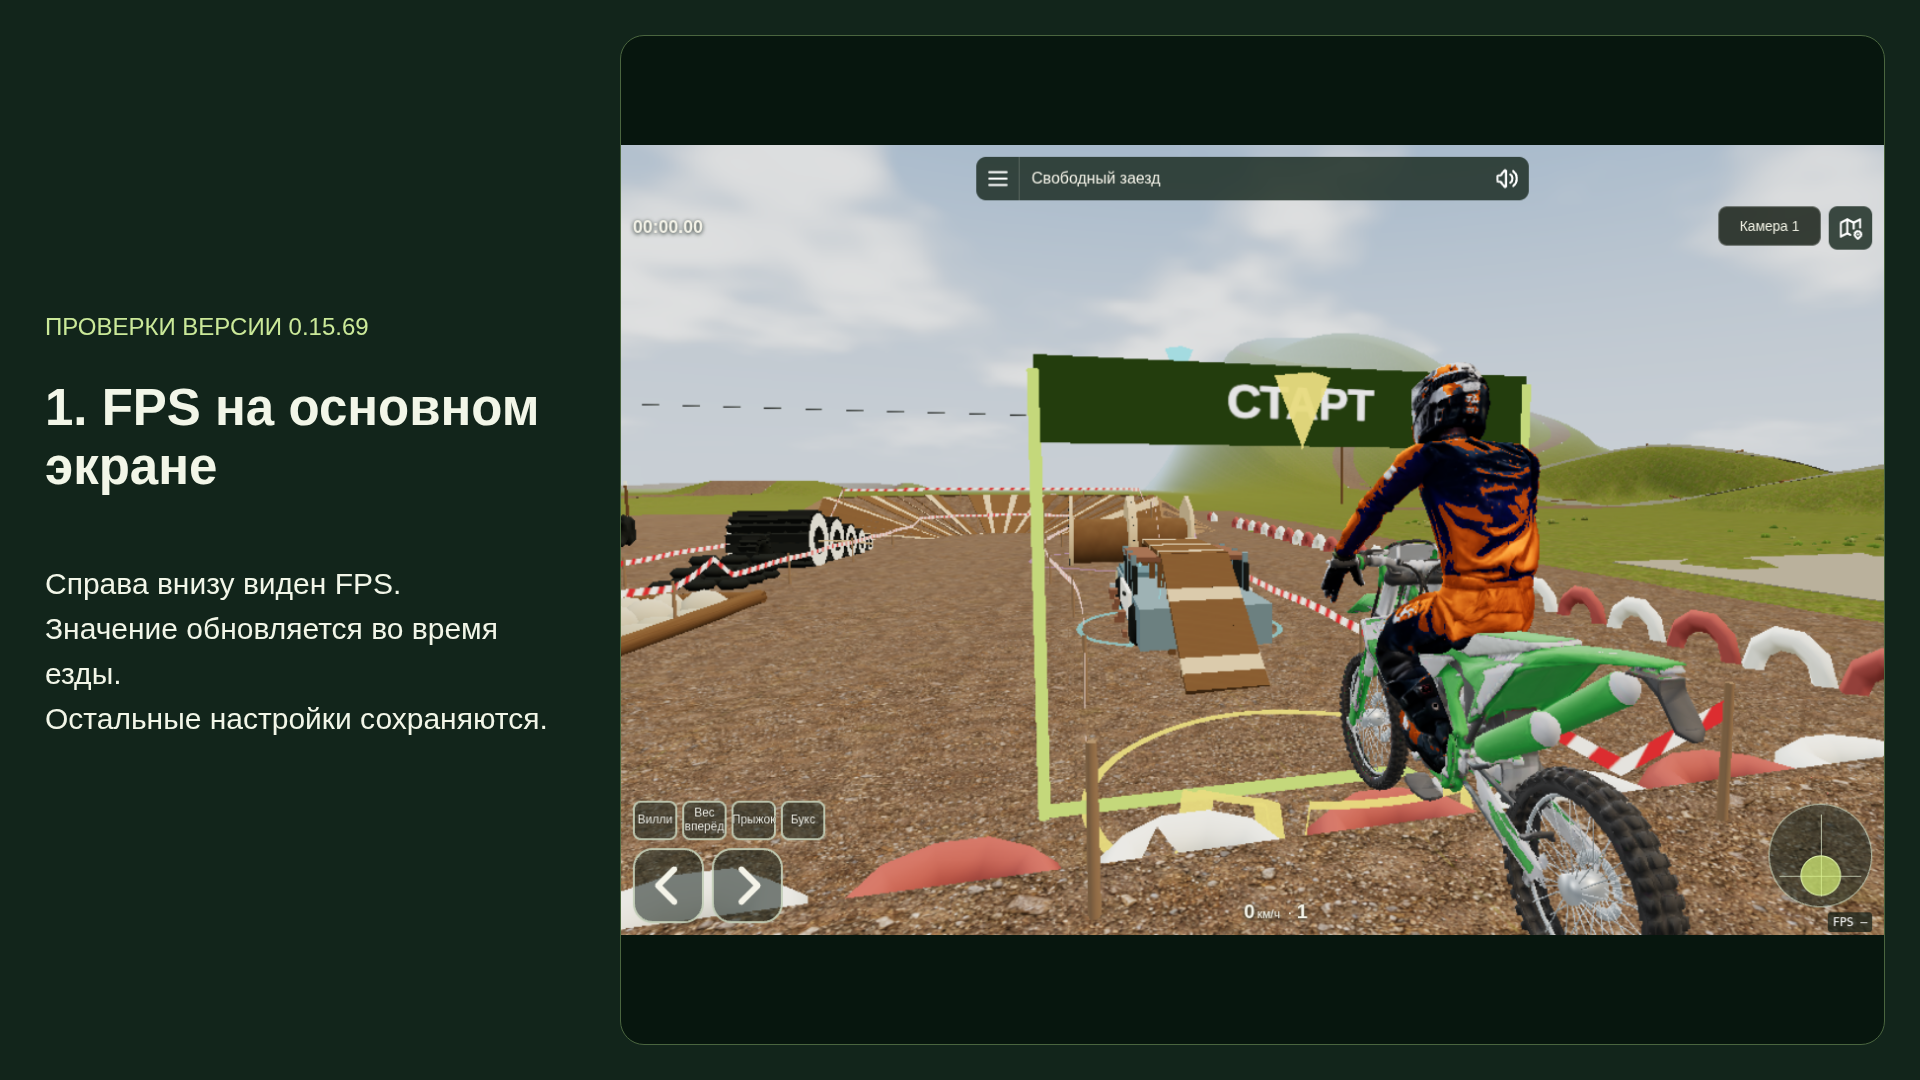 ПРОВЕРКИ ВЕРСИИ 0.15.69
1. FPS на основном
экране
Справа внизу виден FPS.
Значение обновляется во время
езды.
Остальные настройки сохраняются.
Свободный заезд
00:00.00
Камера 1
СТАРТ
Вилли
Вес
вперёд
Прыжок
Букс
0 км/ч · 1
FPS —